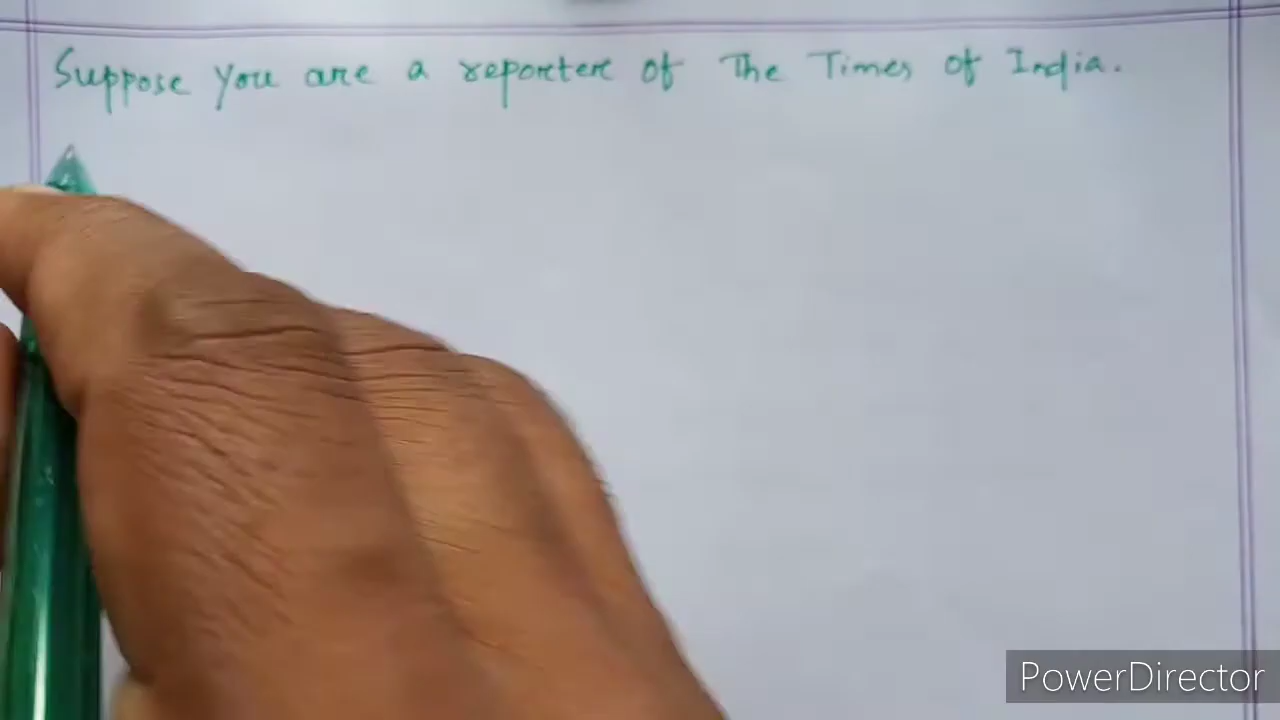 Suppose you are a reporter of The Times of India.
PowerDirector